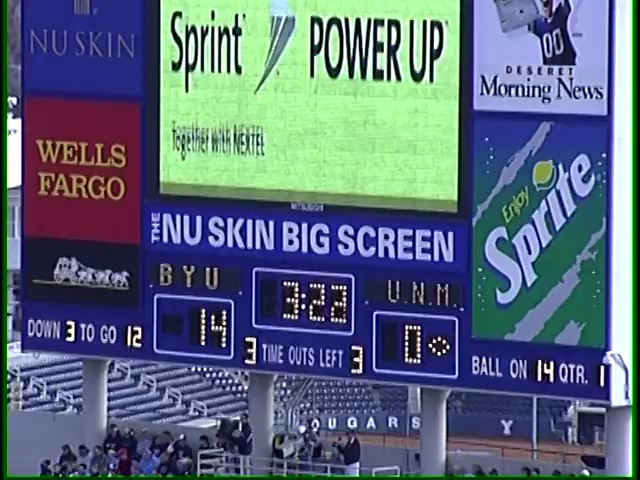 NU SKIN
Sprint POWER UP
Together with NEXTEL
00
DESERET
Morning News
WELLS
FARGO
Enjoy
Sprite
MITSUBISHI
THE NU SKIN BIG SCREEN
BYU
14
3:22
U.N.M.
0
DOWN 3 TO GO 12
3 TIME OUTS LEFT 3
BALL ON 14 QTR. 1
COUGARS Y